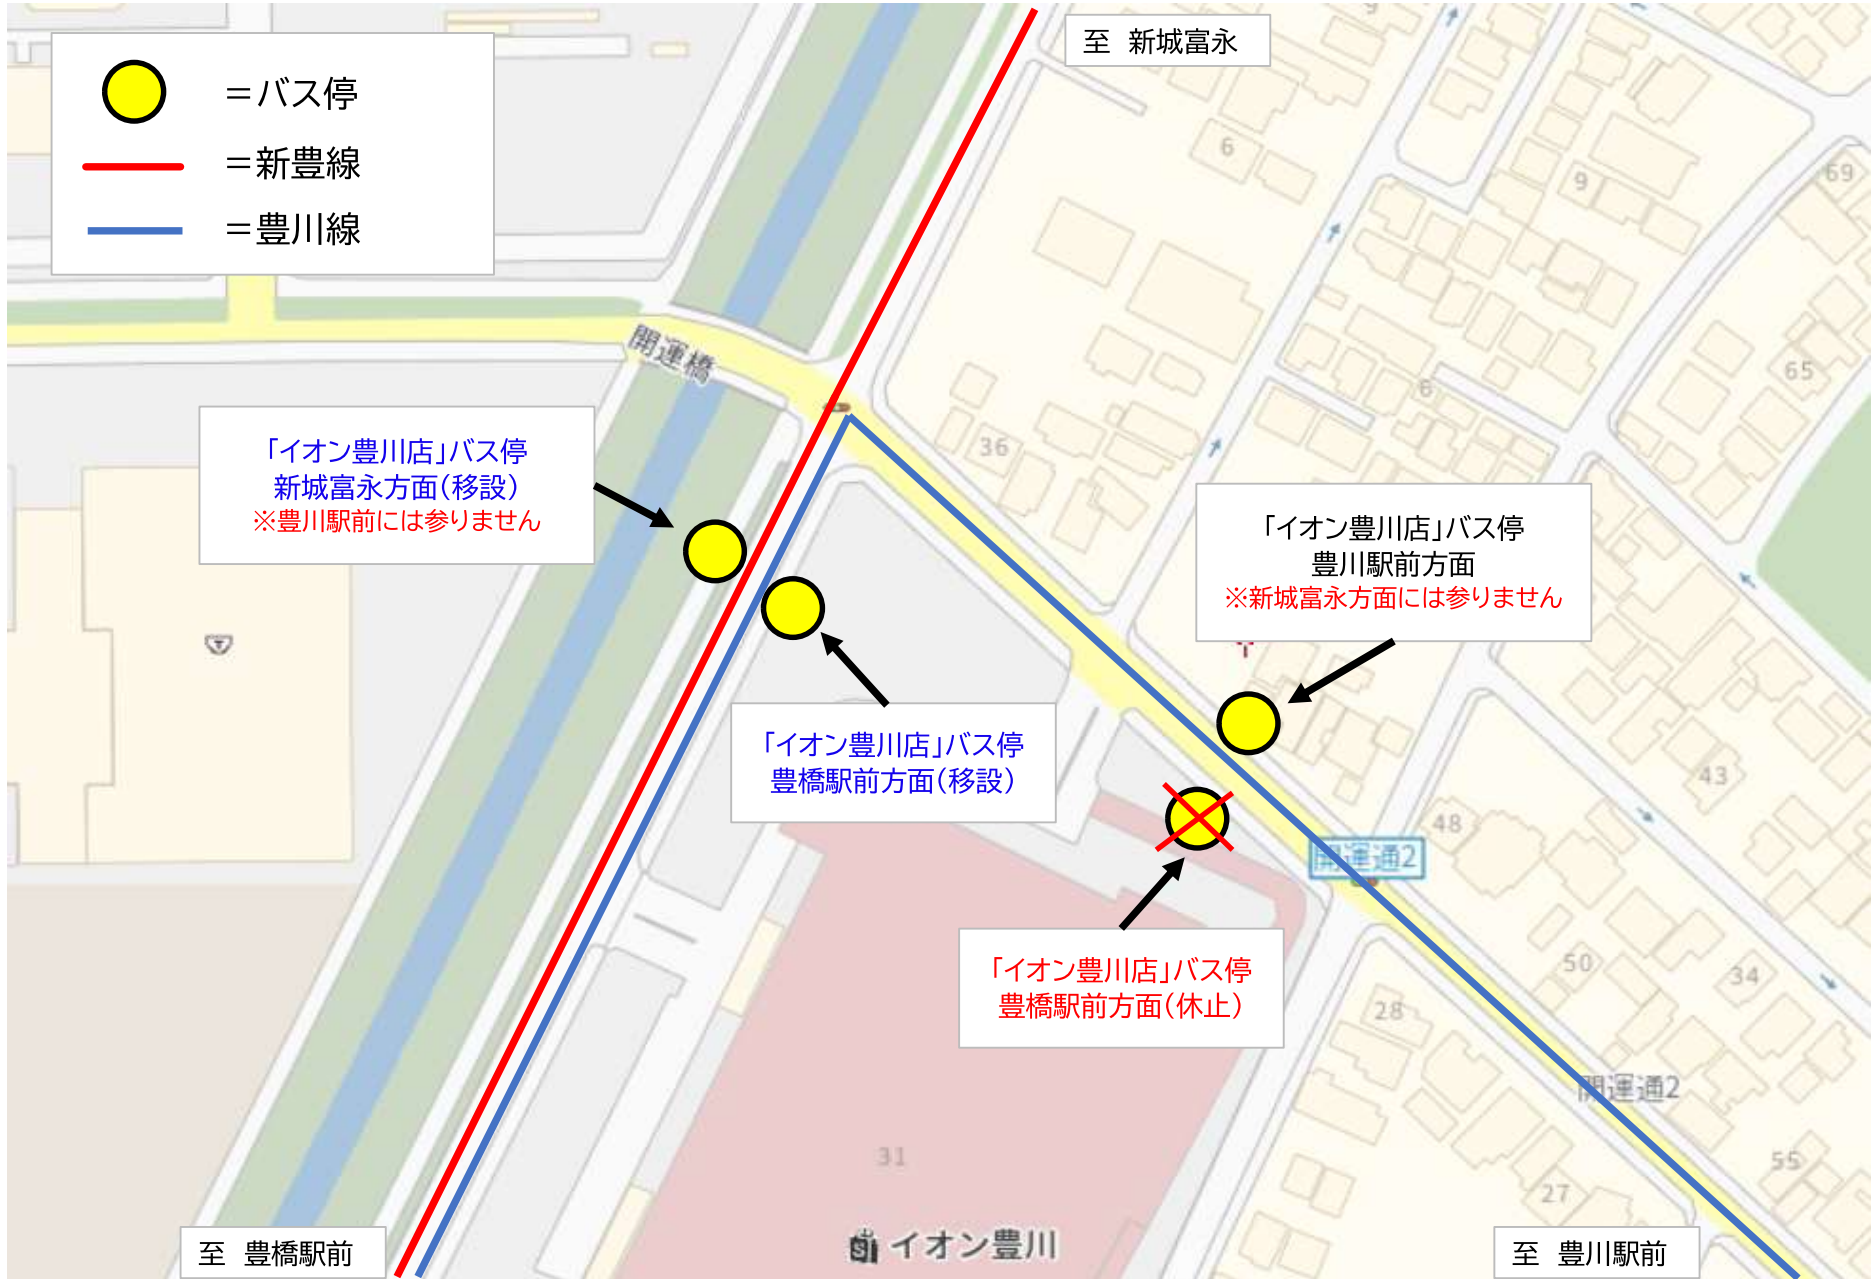 ＝バス停
＝新豊線
＝豊川線
至　新城富永
9
6
9
69
65
6
開運橋
36
「イオン豊川店」バス停
新城富永方面(移設)
※豊川駅前には参りません
「イオン豊川店」バス停
豊川駅前方面
※新城富永方面には参りません
「イオン豊川店」バス停
豊橋駅前方面(移設)
43
48
開運通2
「イオン豊川店」バス停
豊橋駅前方面(休止)
50
34
28
開運通2
31
55
27
イオン豊川
至　豊橋駅前
至　豊川駅前